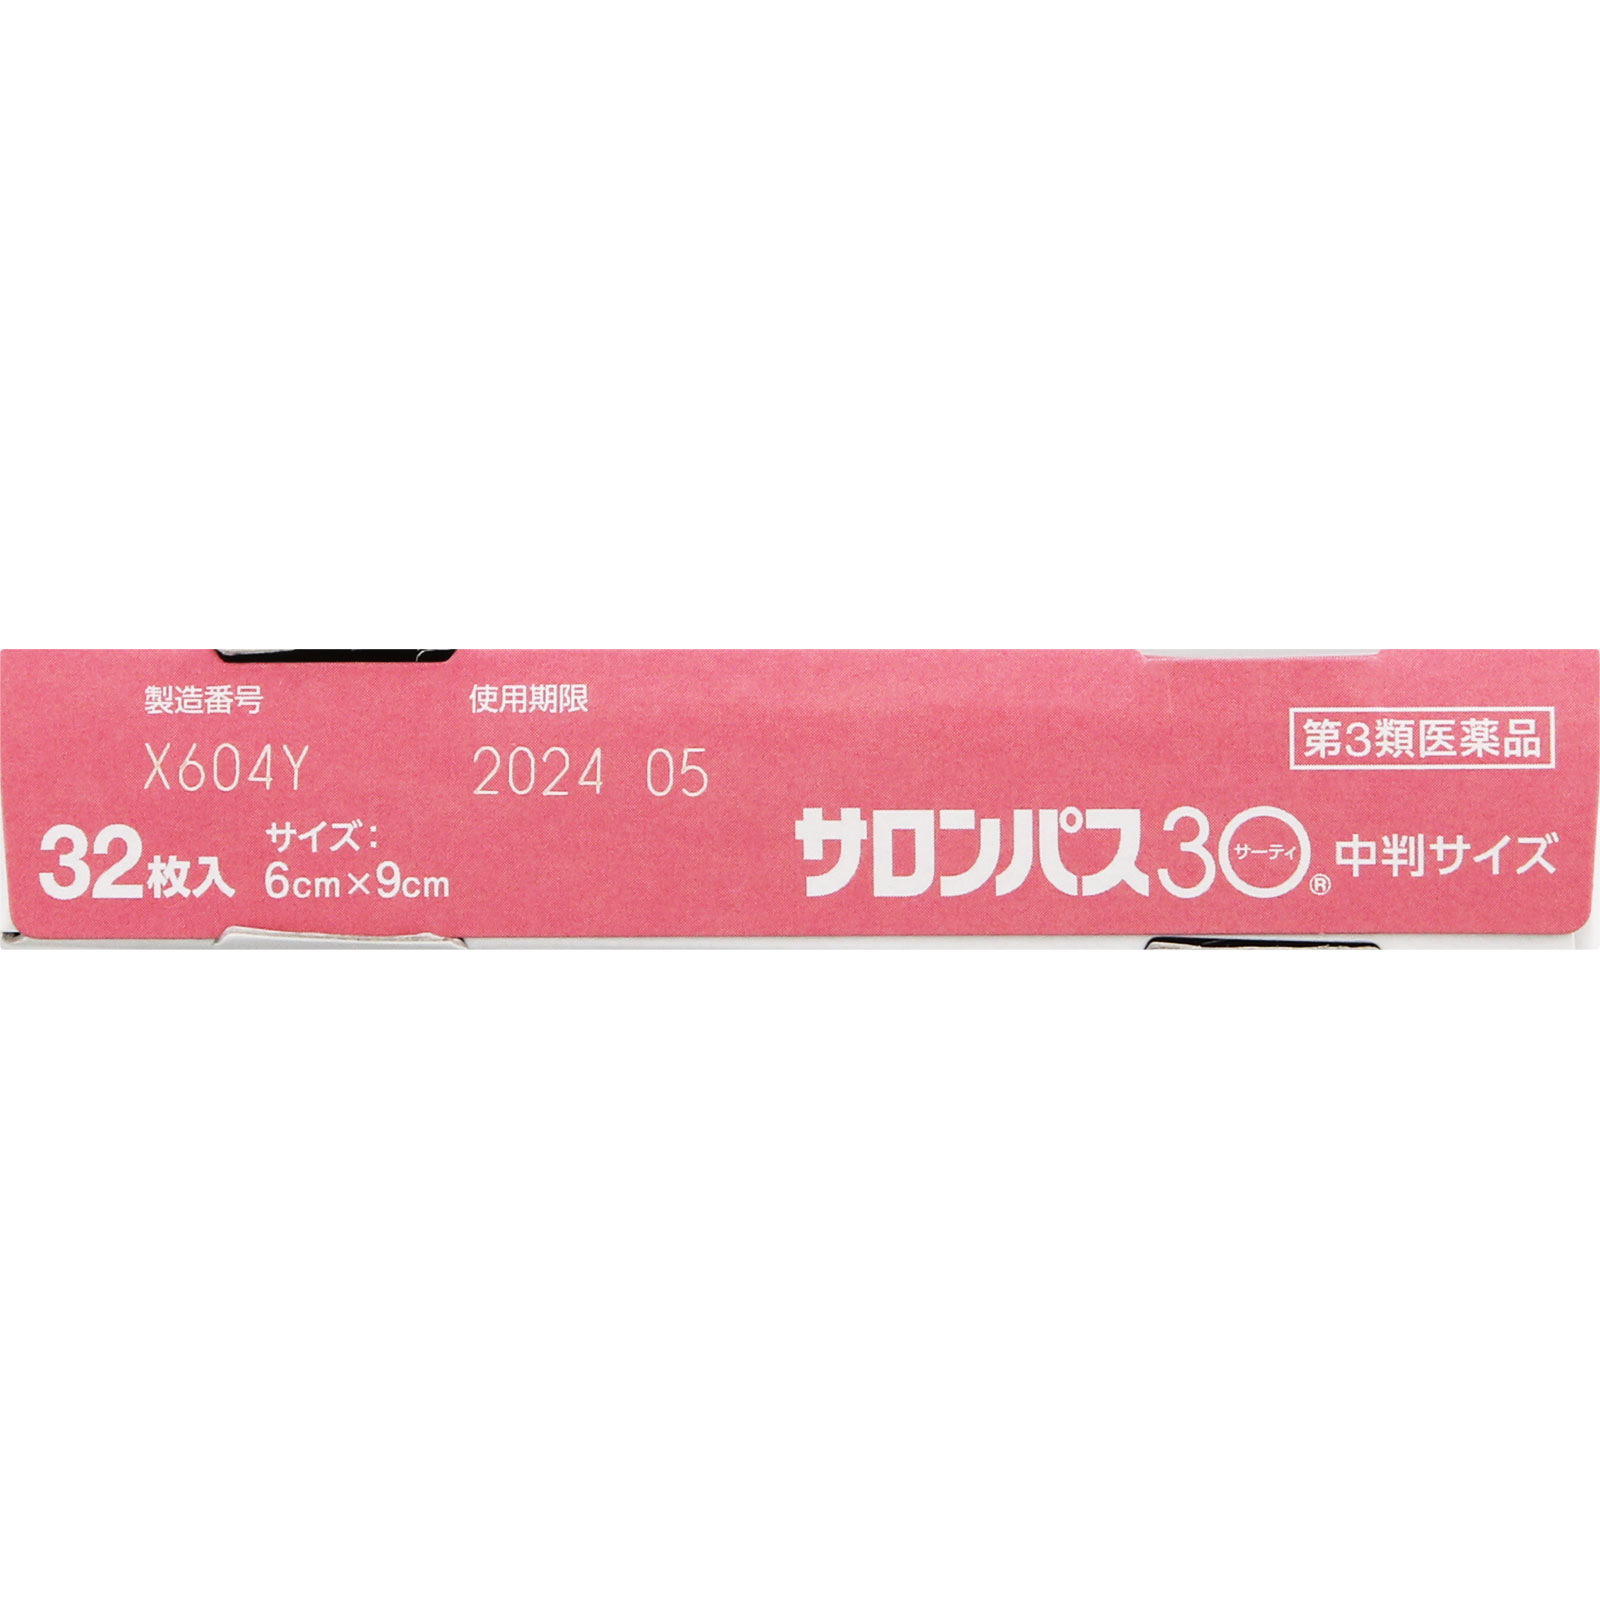 製造番号 使用期限
X604Y 2024 05
第3類医薬品
32枚入 サイズ:
6cm×9cm
サロンパス30サーティ® 中判サイズ